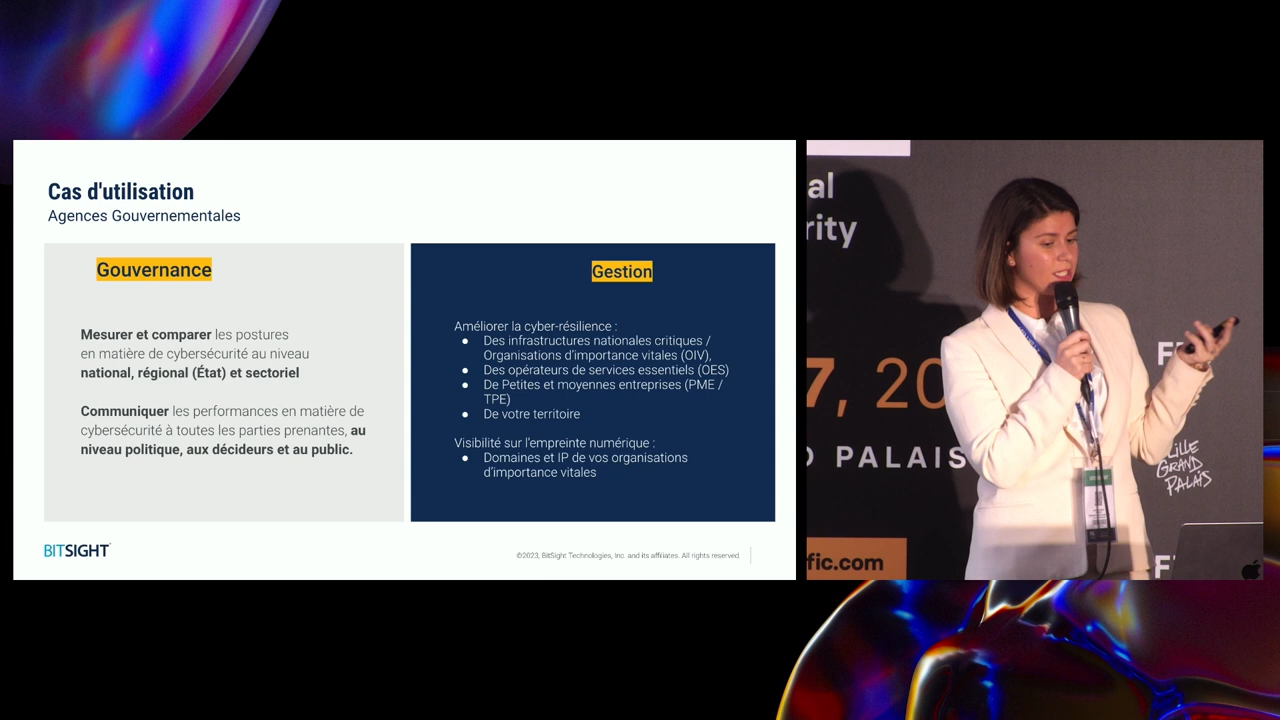 Cas d'utilisation
Agences Gouvernementales
Gouvernance
Mesurer et comparer les postures
en matière de cybersécurité au niveau
national, régional (État) et sectoriel
Communiquer les performances en matière de
cybersécurité à toutes les parties prenantes, au
niveau politique, aux décideurs et au public.
Gestion
Améliorer la cyber-résilience :
● Des infrastructures nationales critiques /
Organisations d'importance vitales (OIV),
● Des opérateurs de services essentiels (OES)
● De Petites et moyennes entreprises (PME /
TPE)
● De votre territoire
Visibilité sur l'empreinte numérique :
● Domaines et IP de vos organisations
d'importance vitales
BITSIGHT
©2023, BitSight Technologies, Inc. and its affiliates. All rights reserved.
al
rity
7, 20
PALAIS
LILLE
GRAND
PALAIS
fic.com